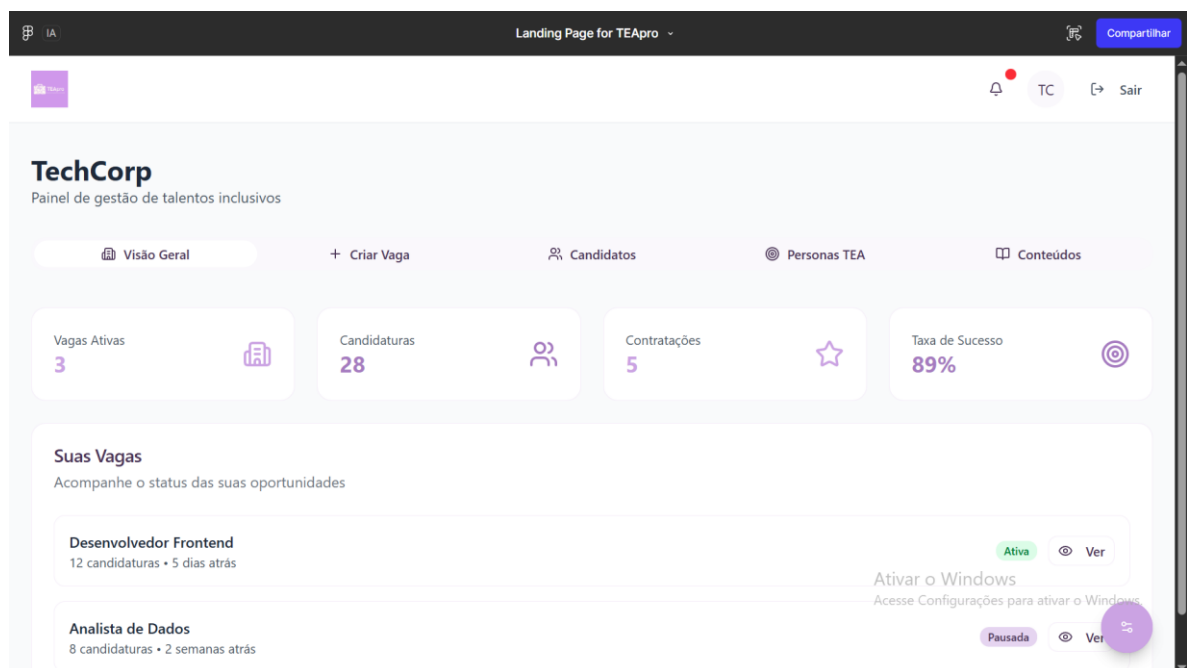 IA
Landing Page for TEApro
Compartilhar
TEApro
TC
Sair
TechCorp
Painel de gestão de talentos inclusivos
Visão Geral
+ Criar Vaga
Candidatos
Personas TEA
Conteúdos
Vagas Ativas
3
Candidaturas
28
Contratações
5
Taxa de Sucesso
89%
Suas Vagas
Acompanhe o status das suas oportunidades
Desenvolvedor Frontend
12 candidaturas • 5 dias atrás
Ativa
Ver
Ativar o Windows
Acesse Configurações para ativar o Windows.
Analista de Dados
8 candidaturas • 2 semanas atrás
Pausada
Ver